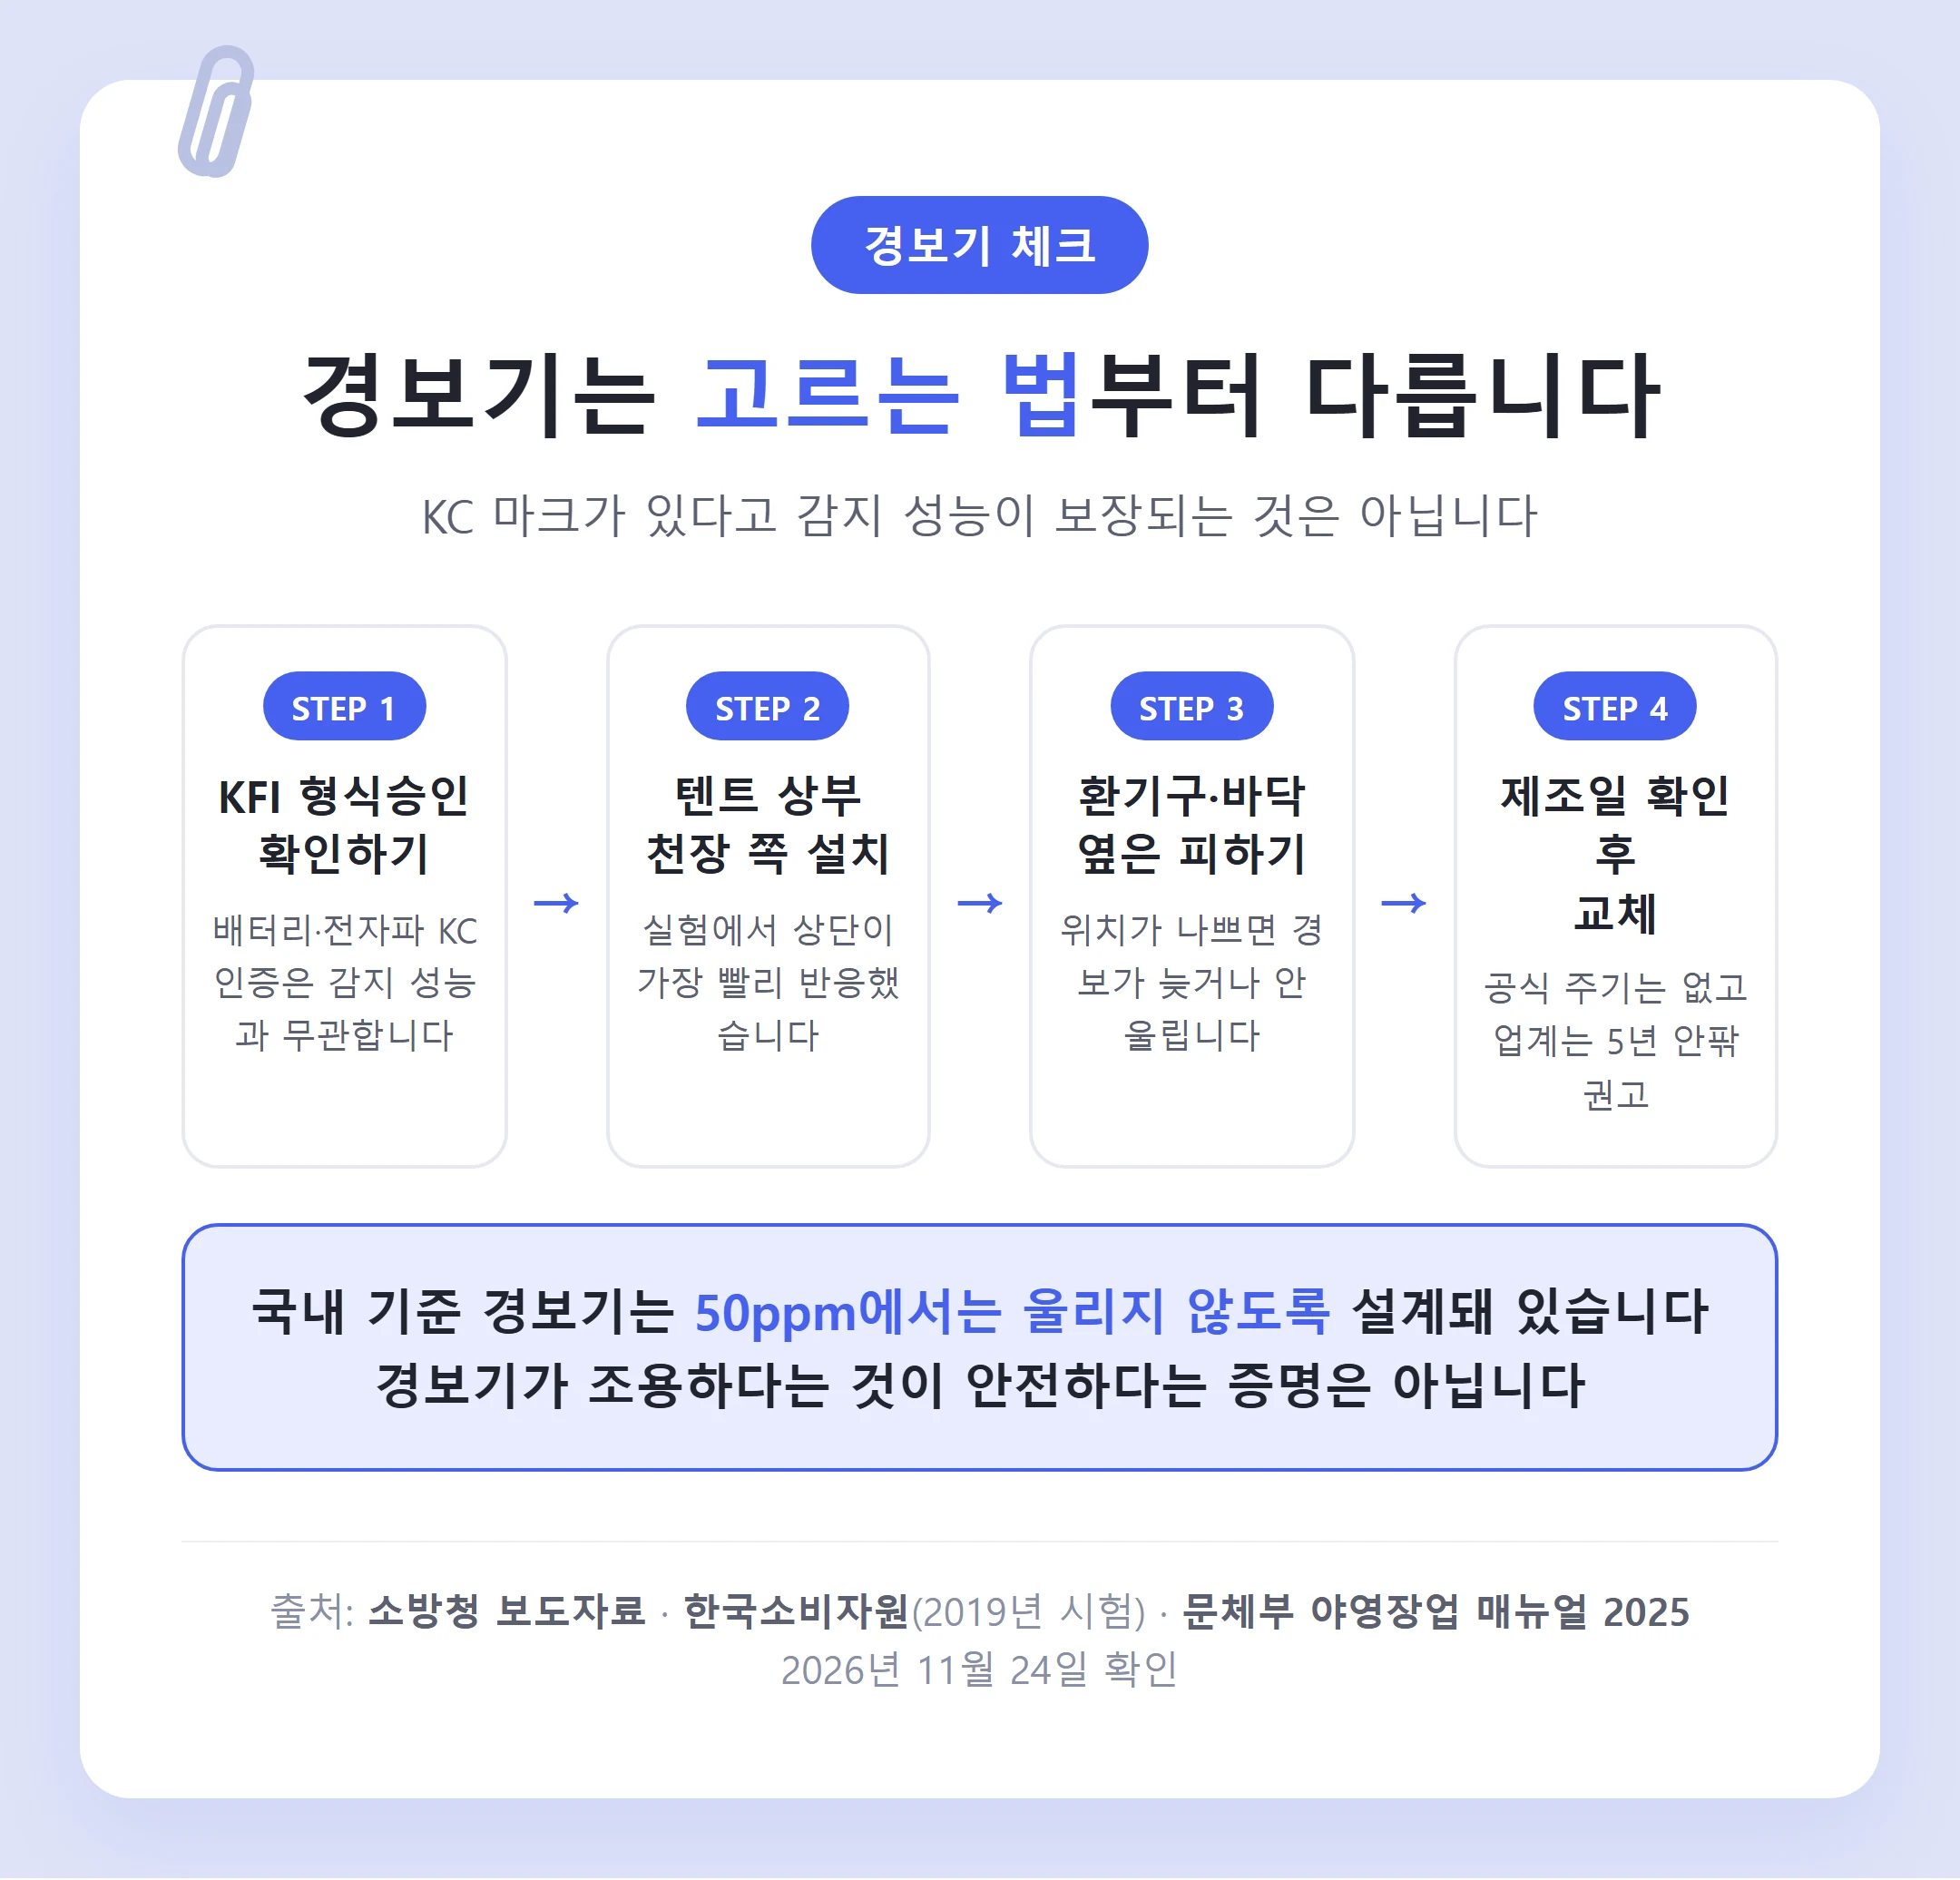 경보기 체크
경보기는 고르는 법부터 다릅니다
KC 마크가 있다고 감지 성능이 보장되는 것은 아닙니다
STEP 1
KFI 형식승인
확인하기
배터리·전자파 KC
인증은 감지 성능
과 무관합니다
→
STEP 2
텐트 상부
천장 쪽 설치
실험에서 상단이
가장 빨리 반응했
습니다
→
STEP 3
환기구·바닥
옆은 피하기
위치가 나쁘면 경
보가 늦거나 안
울립니다
→
STEP 4
제조일 확인
후
교체
공식 주기는 없고
업계는 5년 안팎
권고
국내 기준 경보기는 50ppm에서는 울리지 않도록 설계돼 있습니다
경보기가 조용하다는 것이 안전하다는 증명은 아닙니다
출처: 소방청 보도자료 · 한국소비자원(2019년 시험) · 문체부 야영장업 매뉴얼 2025
2026년 11월 24일 확인